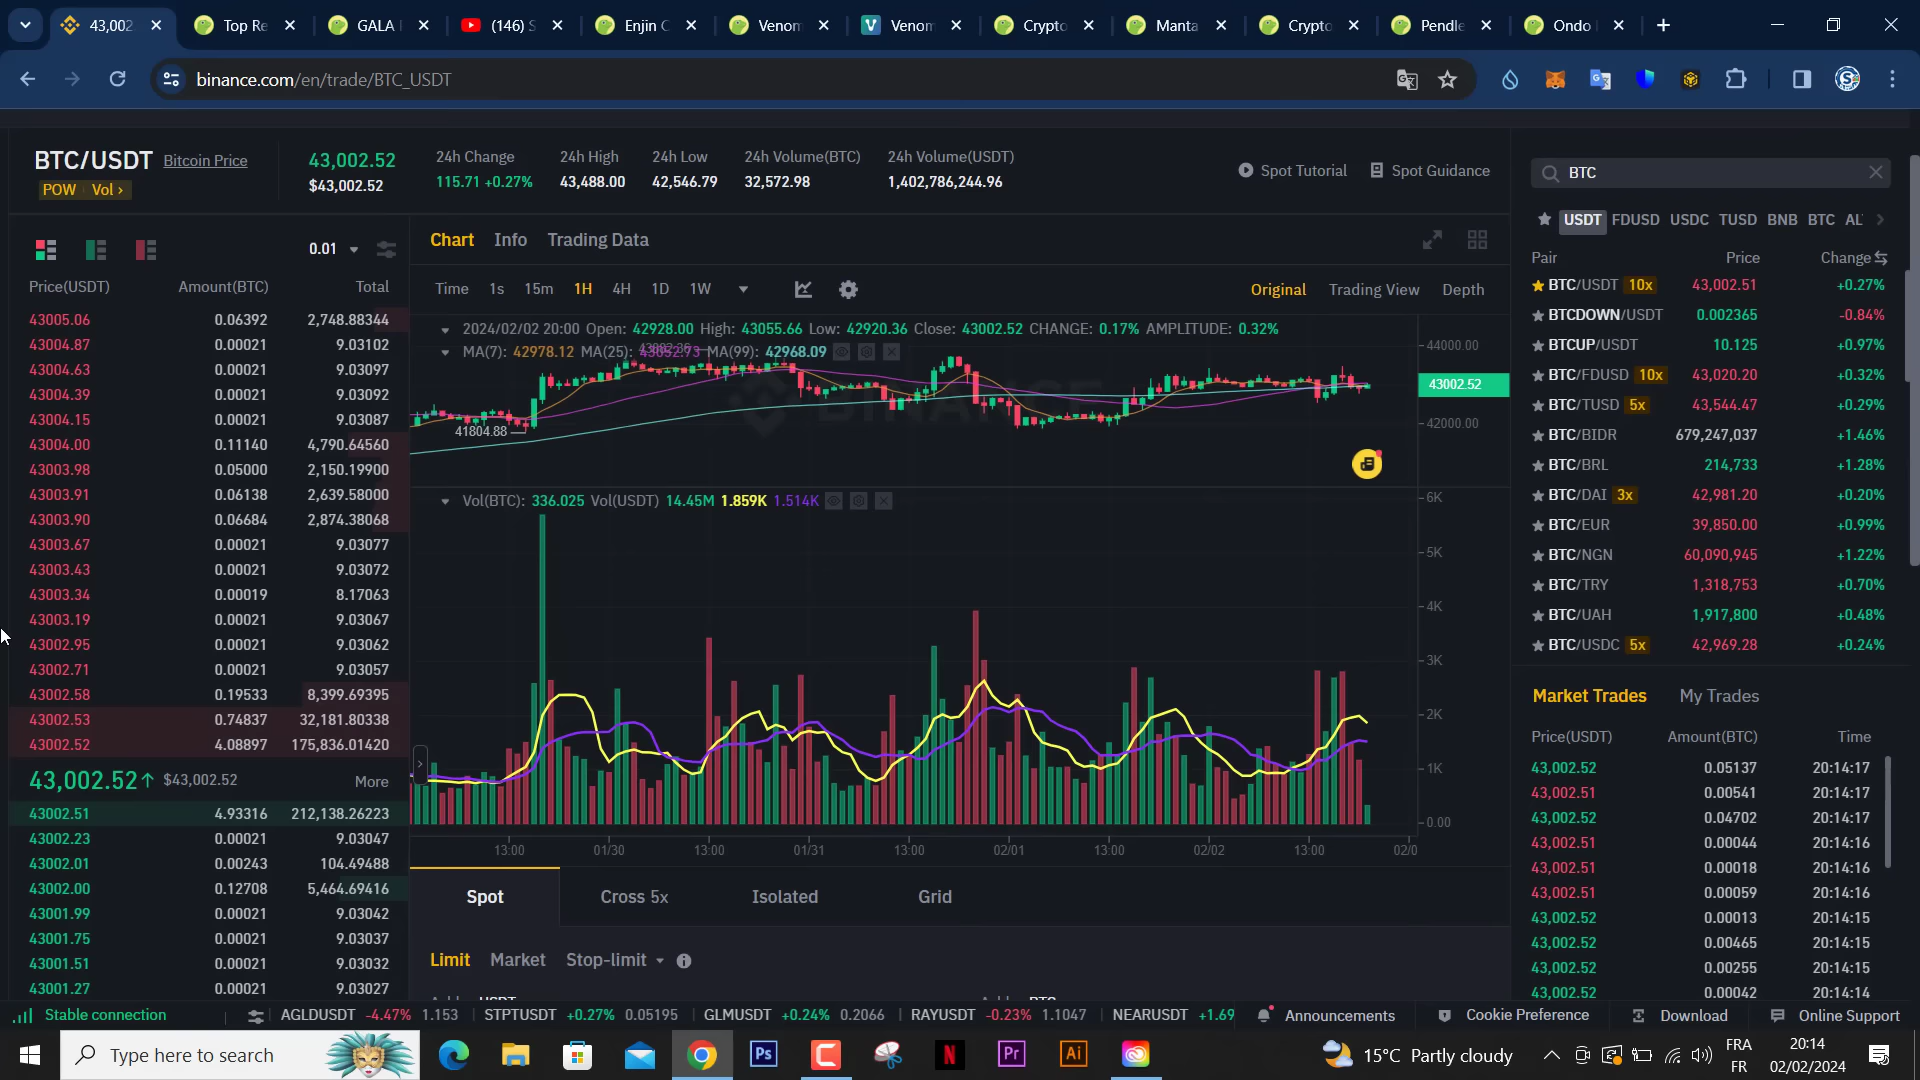 43,002
Top Re
GALA
(146) S
Enjin C
Venom
Venom
Crypto
Manta
Crypto
Pendle
Ondo
binance.com/en/trade/BTC_USDT
BTC/USDT Bitcoin Price
POW Vol ›
43,002.52
$43,002.52
24h Change
115.71 +0.27%
24h High
43,488.00
24h Low
42,546.79
24h Volume(BTC)
32,572.98
24h Volume(USDT)
1,402,786,244.96
Spot Tutorial
Spot Guidance
0.01
Price(USDT) Amount(BTC) Total
43005.06 0.06392 2,748.88344
43004.87 0.00021 9.03102
43004.63 0.00021 9.03097
43004.39 0.00021 9.03092
43004.15 0.00021 9.03087
43004.00 0.11140 4,790.64560
43003.98 0.05000 2,150.19900
43003.91 0.06138 2,639.58000
43003.90 0.06684 2,874.38068
43003.67 0.00021 9.03077
43003.43 0.00021 9.03072
43003.34 0.00019 8.17063
43003.19 0.00021 9.03067
43002.95 0.00021 9.03062
43002.71 0.00021 9.03057
43002.58 0.19533 8,399.69395
43002.53 0.74837 32,181.80338
43002.52 4.08897 175,836.01420
43,002.52↑ $43,002.52 More
43002.51 4.93316 212,138.26223
43002.23 0.00021 9.03047
43002.01 0.00243 104.49488
43002.00 0.12708 5,464.69416
43001.99 0.00021 9.03042
43001.75 0.00021 9.03037
43001.51 0.00021 9.03032
43001.27 0.00021 9.03027
Chart Info Trading Data
Time 1s 15m 1H 4H 1D 1W
Original Trading View Depth
2024/02/02 20:00 Open: 42928.00 High: 43055.66 Low: 42920.36 Close: 43002.52 CHANGE: 0.17% AMPLITUDE: 0.32%
MA(7): 42978.12 MA(25): MA(99): 42968.09
44000.00
43002.52
42000.00
41804.88
BINANCE
Vol(BTC): 336.025 Vol(USDT) 14.45M 1.859K 1.514K
6K
5K
4K
3K
2K
1K
0.00
13:00 01/30 13:00 01/31 13:00 02/01 13:00 02/02 13:00 02/0
Spot Cross 5x Isolated Grid
Limit Market Stop-limit
BTC
USDT FDUSD USDC TUSD BNB BTC AL
Pair Price Change
BTC/USDT 10x 43,002.51 +0.27%
BTCDOWN/USDT 0.002365 -0.84%
BTCUP/USDT 10.125 +0.97%
BTC/FDUSD 10x 43,020.20 +0.32%
BTC/TUSD 5x 43,544.47 +0.29%
BTC/BIDR 679,247,037 +1.46%
BTC/BRL 214,733 +1.28%
BTC/DAI 3x 42,981.20 +0.20%
BTC/EUR 39,850.00 +0.99%
BTC/NGN 60,090,945 +1.22%
BTC/TRY 1,318,753 +0.70%
BTC/UAH 1,917,800 +0.48%
BTC/USDC 5x 42,969.28 +0.24%
Market Trades My Trades
Price(USDT) Amount(BTC) Time
43,002.52 0.05137 20:14:17
43,002.51 0.00541 20:14:17
43,002.52 0.04702 20:14:17
43,002.51 0.00044 20:14:16
43,002.51 0.00018 20:14:16
43,002.51 0.00059 20:14:16
43,002.52 0.00013 20:14:15
43,002.52 0.00465 20:14:15
43,002.52 0.00255 20:14:15
43,002.52 0.00042 20:14:14
Stable connection
AGLDUSDT -4.47% 1.153 STPTUSDT +0.27% 0.05195 GLMUSDT +0.24% 0.2066 RAYUSDT -0.23% 1.1047 NEARUSDT +1.69
Announcements
Cookie Preference
Download
Online Support
Type here to search
Ps
N
Pr
Ai
15°C Partly cloudy
FRA
FR
20:14
02/02/2024